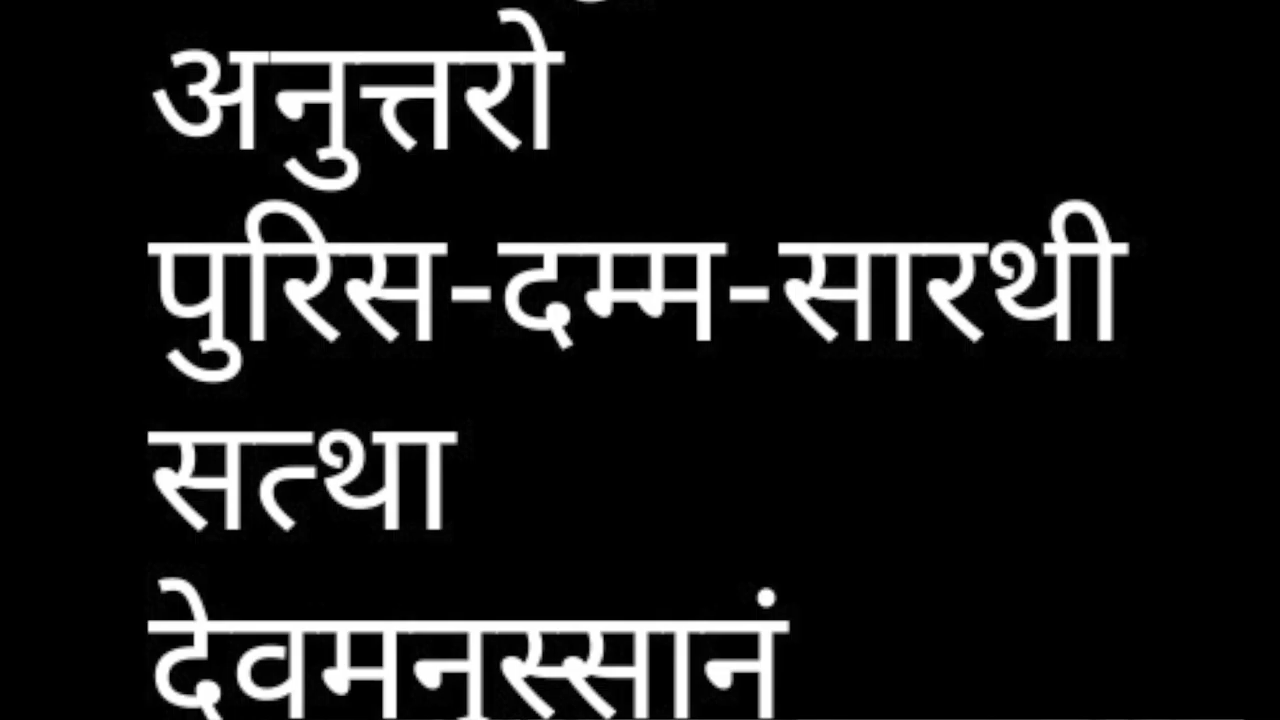 अनुत्तरो
पुरिस-दम्म-सारथी
सत्था
देवमनुस्सानं